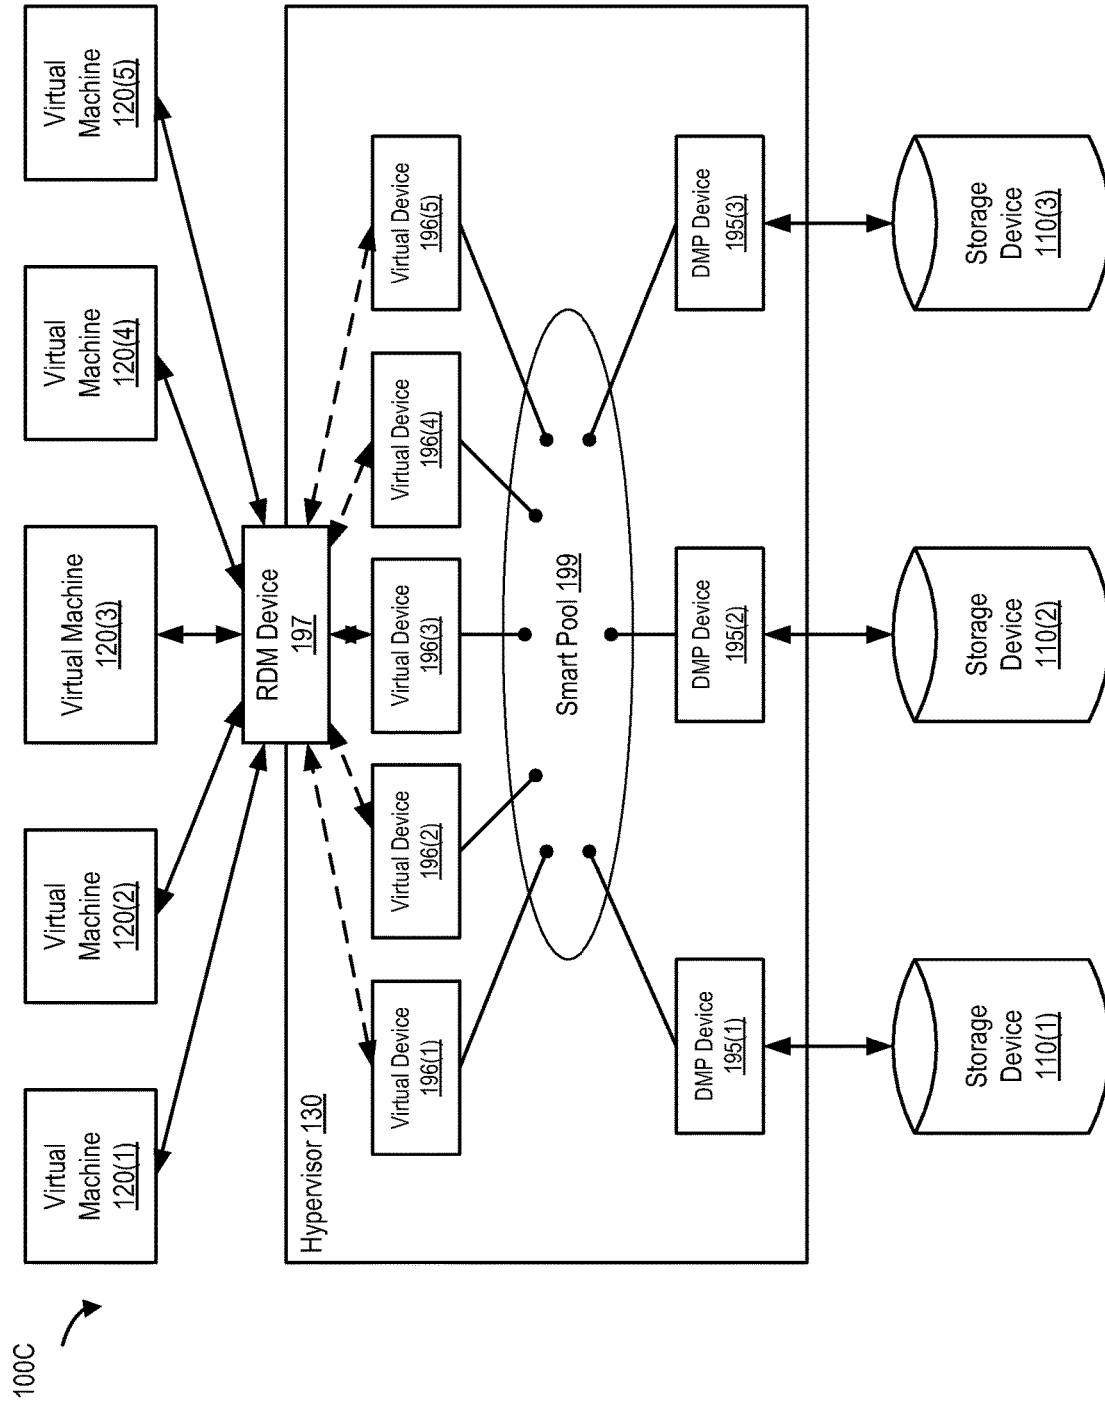 100C
Virtual
Machine
120(1)
Virtual
Machine
120(2)
Virtual Machine
120(3)
Virtual
Machine
120(4)
Virtual
Machine
120(5)
RDM Device
197
Hypervisor 130
Virtual Device
196(1)
Virtual Device
196(2)
Virtual Device
196(3)
Virtual Device
196(4)
Virtual Device
196(5)
Smart Pool 199
DMP Device
195(1)
DMP Device
195(2)
DMP Device
195(3)
Storage
Device
110(1)
Storage
Device
110(2)
Storage
Device
110(3)